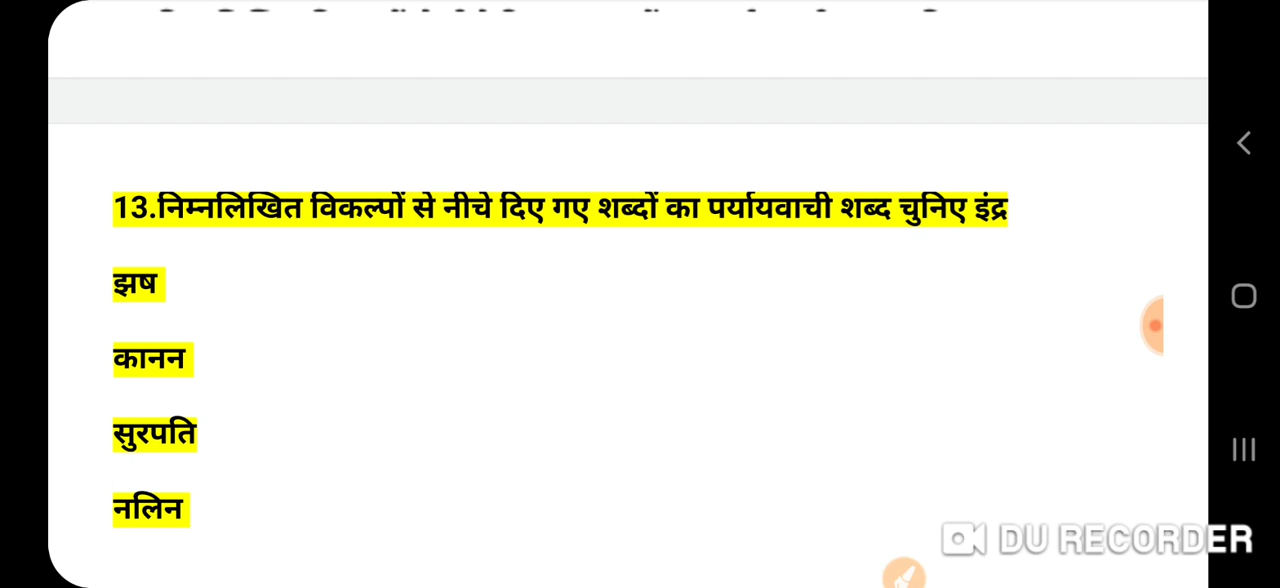 13.निम्नलिखित विकल्पों से नीचे दिए गए शब्दों का पर्यायवाची शब्द चुनिए इंद्र
झष
कानन
सुरपति
नलिन
DU RECORDER